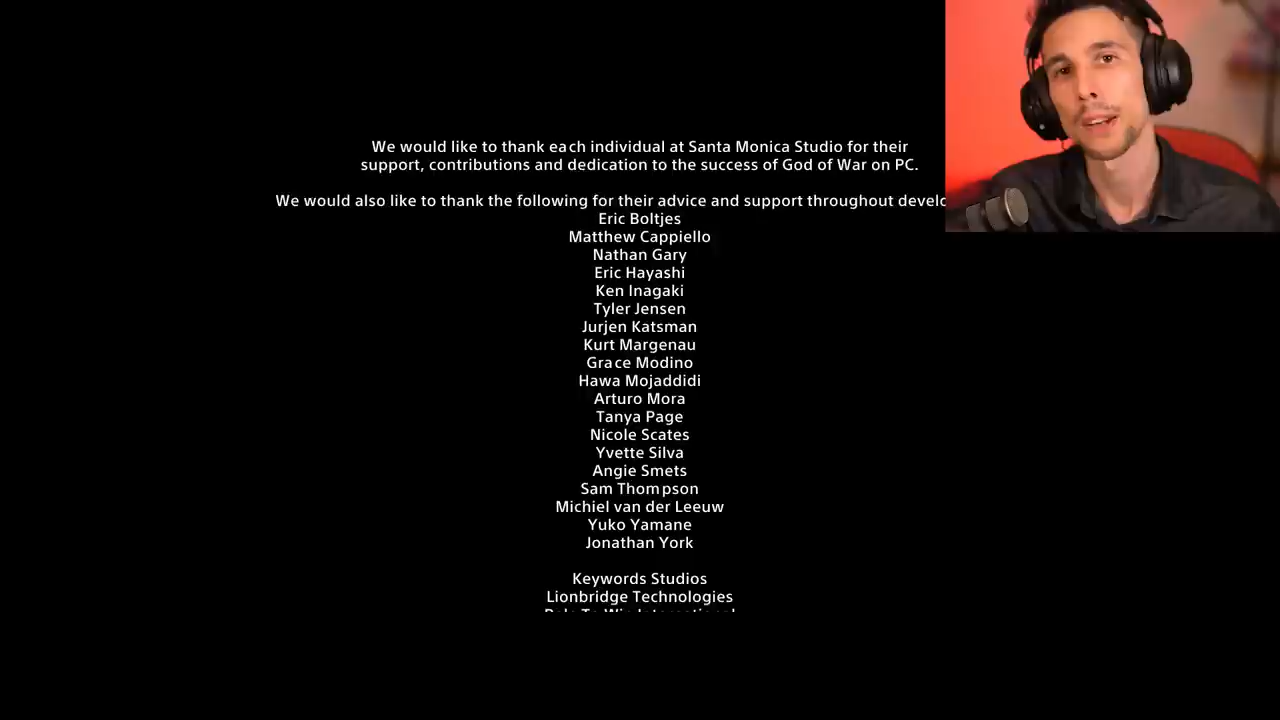 We would like to thank each individual at Santa Monica Studio for their
support, contributions and dedication to the success of God of War on PC.
We would also like to thank the following for their advice and support throughout develo
Eric Boltjes
Matthew Cappiello
Nathan Gary
Eric Hayashi
Ken Inagaki
Tyler Jensen
Jurjen Katsman
Kurt Margenau
Grace Modino
Hawa Mojaddidi
Arturo Mora
Tanya Page
Nicole Scates
Yvette Silva
Angie Smets
Sam Thompson
Michiel van der Leeuw
Yuko Yamane
Jonathan York
Keywords Studios
Lionbridge Technologies